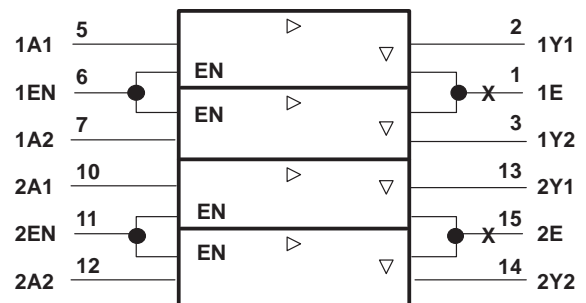 1A1 5 2 1Y1
EN
1EN 6 1 X 1E
EN
1A2 7 3 1Y2
2A1 10 13 2Y1
EN
2EN 11 15 X 2E
EN
2A2 12 14 2Y2